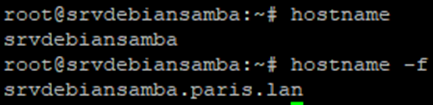 root@srvdebiansamba:~# hostname
srvdebiansamba
root@srvdebiansamba:~# hostname -f
srvdebiansamba.paris.lan